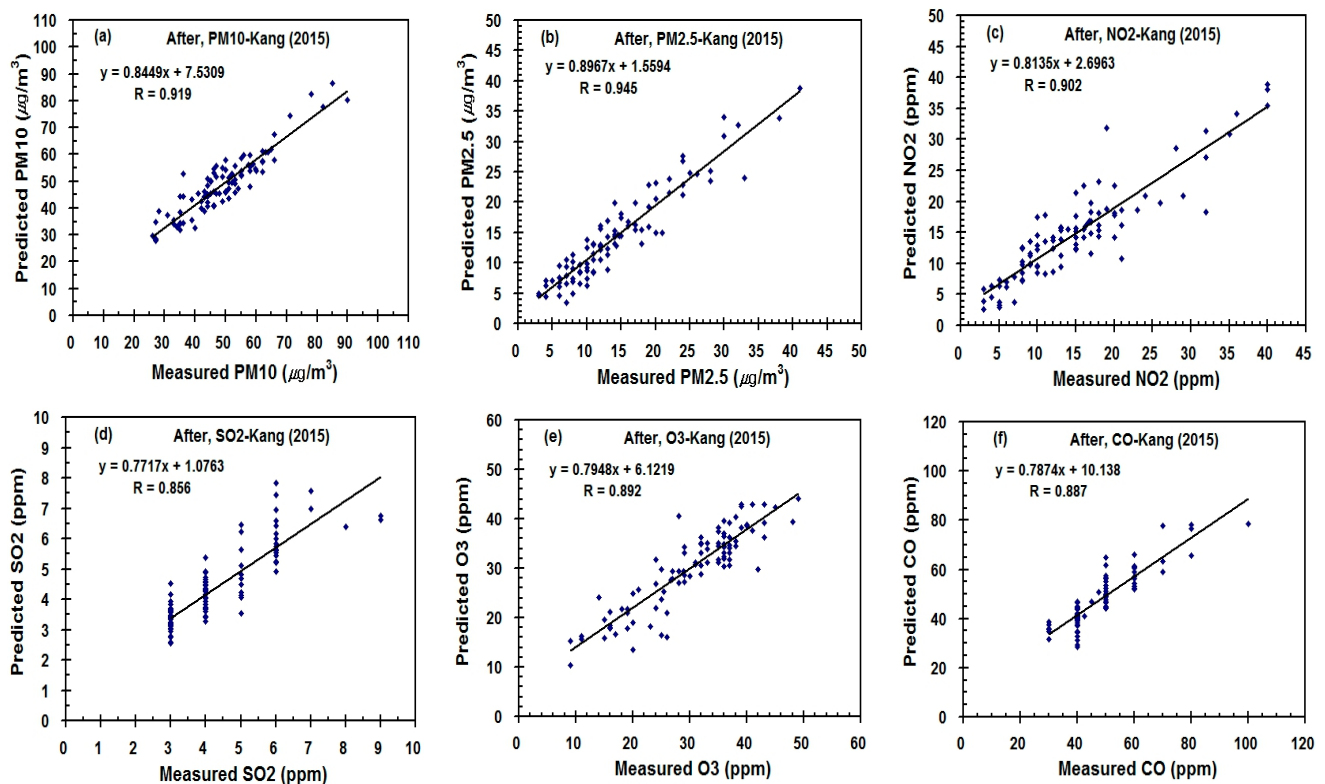 (a) After, PM10-Kang (2015)
y = 0.8449x + 7.5309
R = 0.919
Predicted PM10 (μg/m³)
110
100
90
80
70
60
50
40
30
20
10
0
0 10 20 30 40 50 60 70 80 90 100 110
Measured PM10 (μg/m³)
(b) After, PM2.5-Kang (2015)
y = 0.8967x + 1.5594
R = 0.945
Predicted PM2.5 (μg/m³)
50
45
40
35
30
25
20
15
10
5
0
0 5 10 15 20 25 30 35 40 45 50
Measured PM2.5 (μg/m³)
(c) After, NO2-Kang (2015)
y = 0.8135x + 2.6963
R = 0.902
Predicted NO2 (ppm)
50
45
40
35
30
25
20
15
10
5
0
0 5 10 15 20 25 30 35 40 45
Measured NO2 (ppm)
(d) After, SO2-Kang (2015)
y = 0.7717x + 1.0763
R = 0.856
Predicted SO2 (ppm)
10
9
8
7
6
5
4
3
2
1
0
0 1 2 3 4 5 6 7 8 9 10
Measured SO2 (ppm)
(e) After, O3-Kang (2015)
y = 0.7948x + 6.1219
R = 0.892
Predicted O3 (ppm)
60
50
40
30
20
10
0
0 10 20 30 40 50 60
Measured O3 (ppm)
(f) After, CO-Kang (2015)
y = 0.7874x + 10.138
R = 0.887
Predicted CO (ppm)
120
100
80
60
40
20
0
0 20 40 60 80 100 120
Measured CO (ppm)